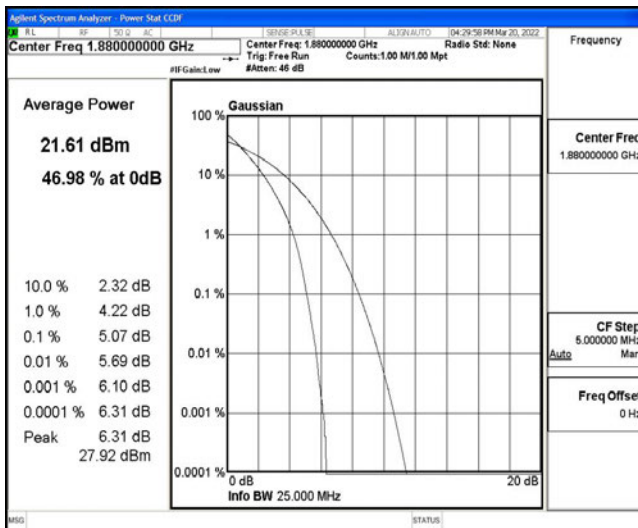 Agilent Spectrum Analyzer - Power Stat CCDF
RL RF 50 Ω AC SENSE:PULSE ALIGNAUTO 04:29:58 PM Mar 20, 2022
Center Freq 1.880000000 GHz
Center Freq: 1.880000000 GHz Radio Std: None
Trig: Free Run Counts:1.00 M/1.00 Mpt
#IFGain:Low #Atten: 46 dB
Frequency
Average Power
21.61 dBm
46.98 % at 0dB
10.0 % 2.32 dB
1.0 % 4.22 dB
0.1 % 5.07 dB
0.01 % 5.69 dB
0.001 % 6.10 dB
0.0001 % 6.31 dB
Peak 6.31 dB
27.92 dBm
Gaussian
100 %
10 %
1 %
0.1 %
0.01 %
0.001 %
0.0001 %
0 dB 20 dB
Info BW 25.000 MHz
Center Freq
1.880000000 GHz
CF Step
5.000000 MHz
Auto Man
Freq Offset
0 Hz
MSG STATUS